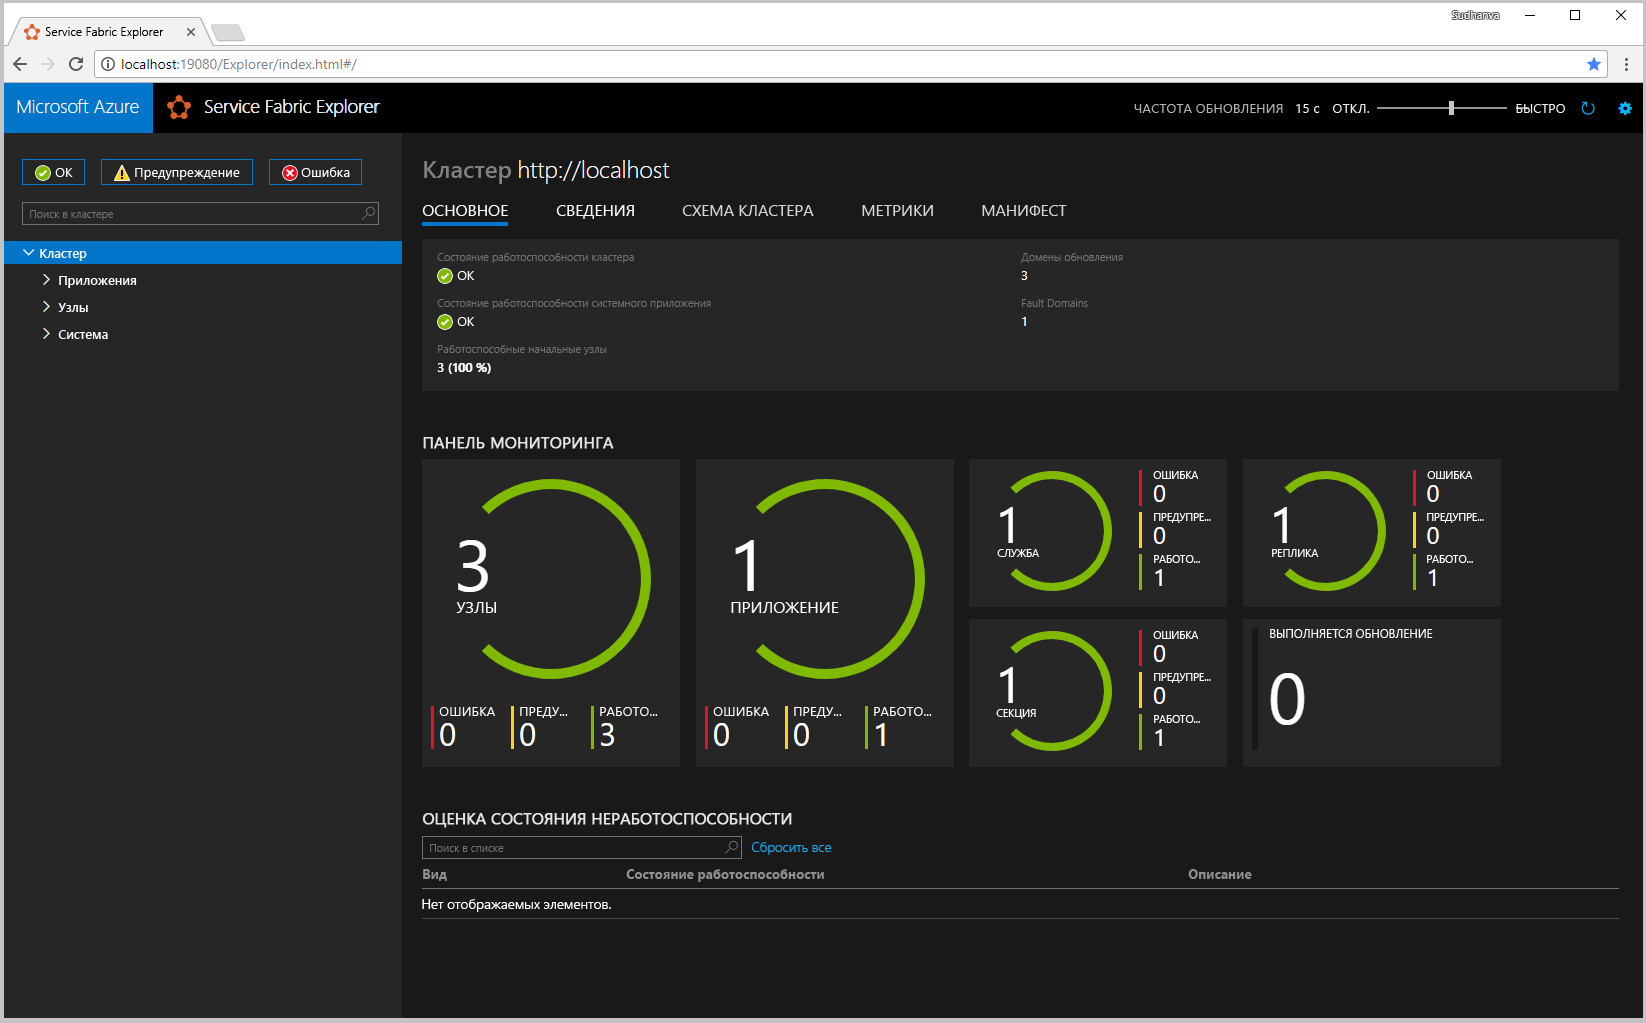 Sudhanva
Service Fabric Explorer
localhost:19080/Explorer/index.html#/
Microsoft Azure
Service Fabric Explorer
ЧАСТОТА ОБНОВЛЕНИЯ 15 с ОТКЛ. БЫСТРО
ОК Предупреждение Ошибка
Поиск в кластере
Кластер
Приложения
Узлы
Система
Кластер http://localhost
ОСНОВНОЕ СВЕДЕНИЯ СХЕМА КЛАСТЕРА МЕТРИКИ МАНИФЕСТ
Состояние работоспособности кластера
ОК
Состояние работоспособности системного приложения
ОК
Работоспособные начальные узлы
3 (100 %)
Домены обновления
3
Fault Domains
1
ПАНЕЛЬ МОНИТОРИНГА
3
УЗЛЫ
ОШИБКА ПРЕДУ... РАБОТО...
0 0 3
1
ПРИЛОЖЕНИЕ
ОШИБКА ПРЕДУ... РАБОТО...
0 0 1
1
СЛУЖБА
ОШИБКА
0
ПРЕДУПРЕ...
0
РАБОТО...
1
1
РЕПЛИКА
ОШИБКА
0
ПРЕДУПРЕ...
0
РАБОТО...
1
1
СЕКЦИЯ
ОШИБКА
0
ПРЕДУПРЕ...
0
РАБОТО...
1
ВЫПОЛНЯЕТСЯ ОБНОВЛЕНИЕ
0
ОЦЕНКА СОСТОЯНИЯ НЕРАБОТОСПОСОБНОСТИ
Поиск в списке Сбросить все
Вид Состояние работоспособности Описание
Нет отображаемых элементов.